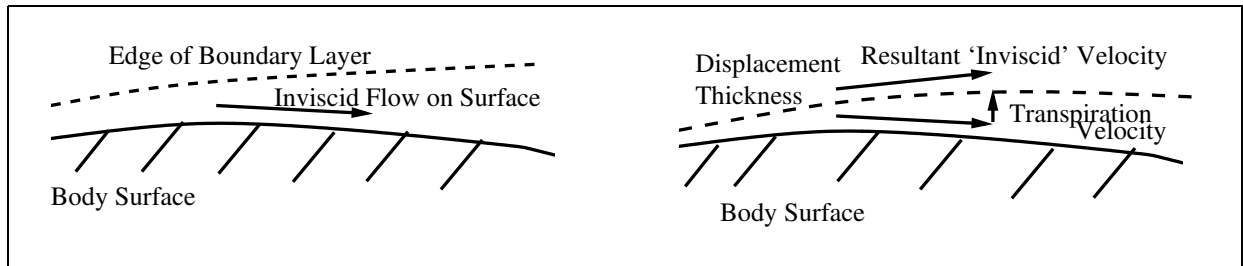 Edge of Boundary Layer
Inviscid Flow on Surface
Body Surface
Resultant ‘Inviscid’ Velocity
Displacement
Thickness
Transpiration
Velocity
Body Surface